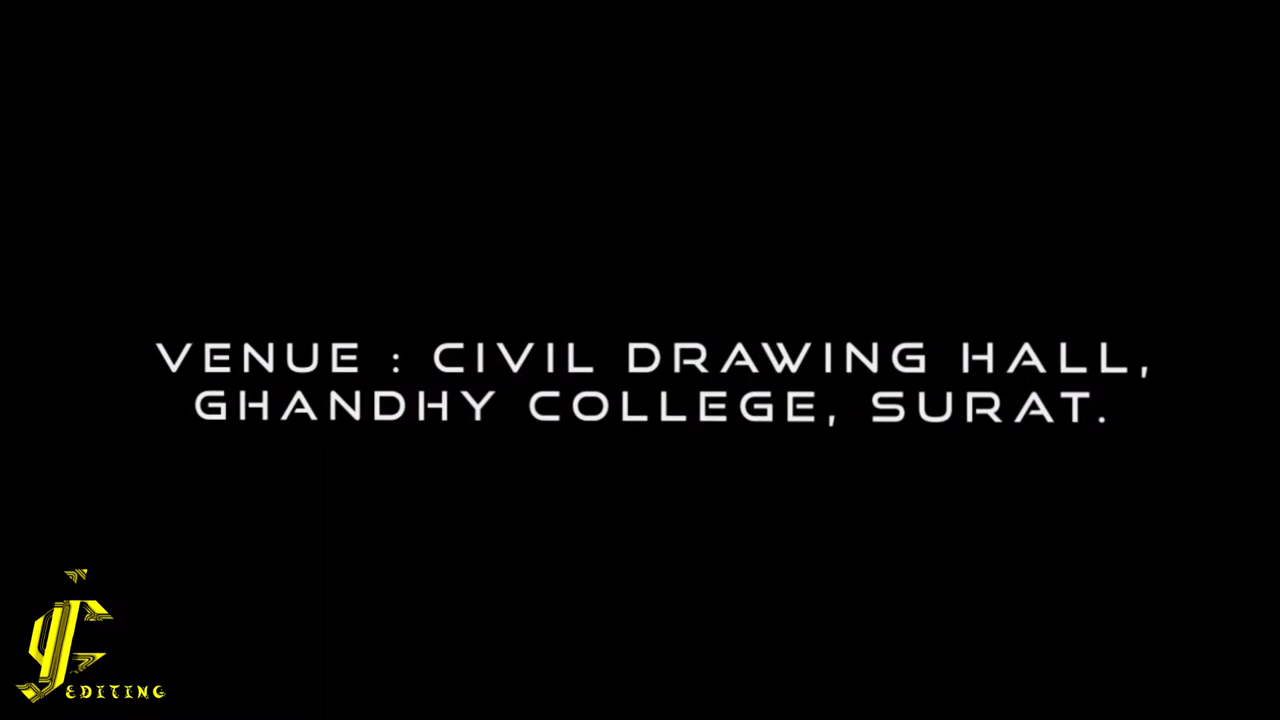 VENUE : CIVIL DRAWING HALL,
GHANDHY COLLEGE, SURAT.
EDITING